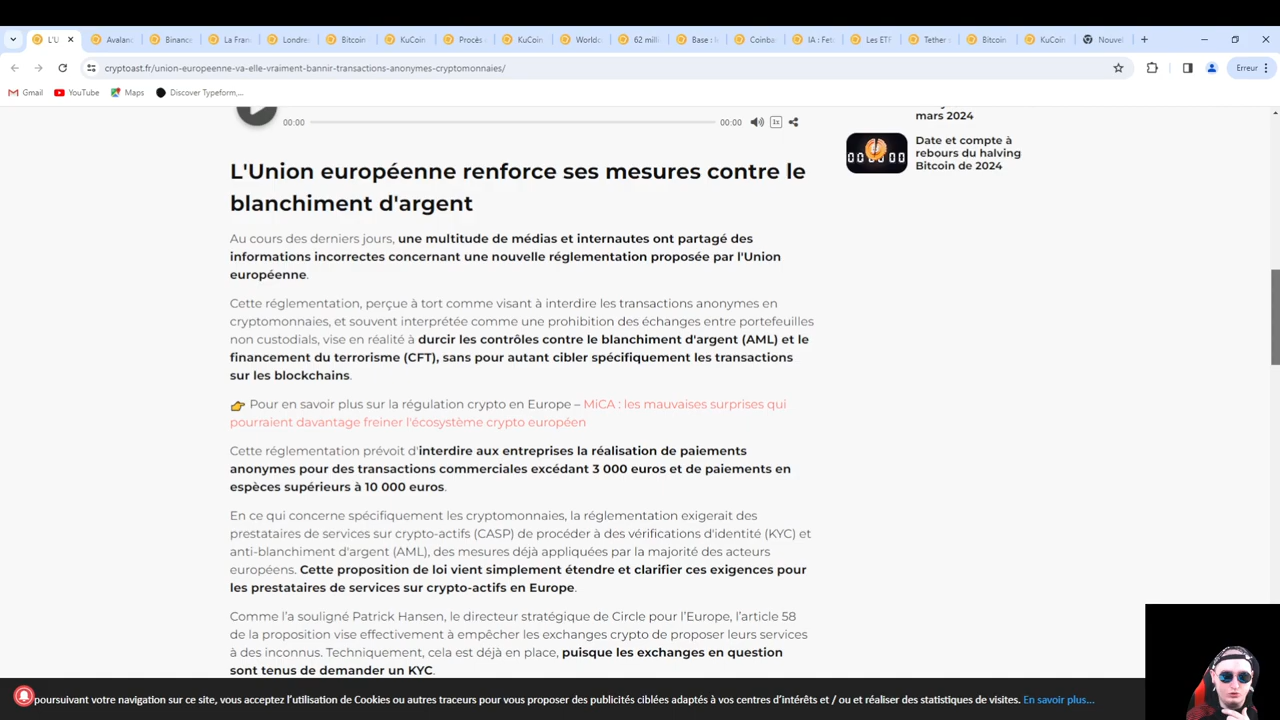 L'U
Avalanc
Binance
La Fran
Londre
Bitcoin
KuCoin
Procès
KuCoin
Worldc
62 milli
Base : l
Coinba
IA : Fet
Les ETF
Tether
Bitcoin
KuCoin
Nouvel
cryptoast.fr/union-europeenne-va-elle-vraiment-bannir-transactions-anonymes-cryptomonnaies/
Erreur
Gmail
YouTube
Maps
Discover Typeform,...
00:00
00:00
1x
mars 2024
Date et compte à
rebours du halving
Bitcoin de 2024
L'Union européenne renforce ses mesures contre le
blanchiment d'argent
Au cours des derniers jours, une multitude de médias et internautes ont partagé des
informations incorrectes concernant une nouvelle réglementation proposée par l'Union
européenne.
Cette réglementation, perçue à tort comme visant à interdire les transactions anonymes en
cryptomonnaies, et souvent interprétée comme une prohibition des échanges entre portefeuilles
non custodials, vise en réalité à durcir les contrôles contre le blanchiment d'argent (AML) et le
financement du terrorisme (CFT), sans pour autant cibler spécifiquement les transactions
sur les blockchains.
Pour en savoir plus sur la régulation crypto en Europe – MiCA : les mauvaises surprises qui
pourraient davantage freiner l'écosystème crypto européen
Cette réglementation prévoit d'interdire aux entreprises la réalisation de paiements
anonymes pour des transactions commerciales excédant 3 000 euros et de paiements en
espèces supérieurs à 10 000 euros.
En ce qui concerne spécifiquement les cryptomonnaies, la réglementation exigerait des
prestataires de services sur crypto-actifs (CASP) de procéder à des vérifications d'identité (KYC) et
anti-blanchiment d'argent (AML), des mesures déjà appliquées par la majorité des acteurs
européens. Cette proposition de loi vient simplement étendre et clarifier ces exigences pour
les prestataires de services sur crypto-actifs en Europe.
Comme l'a souligné Patrick Hansen, le directeur stratégique de Circle pour l'Europe, l'article 58
de la proposition vise effectivement à empêcher les exchanges crypto de proposer leurs services
à des inconnus. Techniquement, cela est déjà en place, puisque les exchanges en question
sont tenus de demander un KYC.
poursuivant votre navigation sur ce site, vous acceptez l'utilisation de Cookies ou autres traceurs pour vous proposer des publicités ciblées adaptés à vos centres d'intérêts et / ou et réaliser des statistiques de visites. En savoir plus...